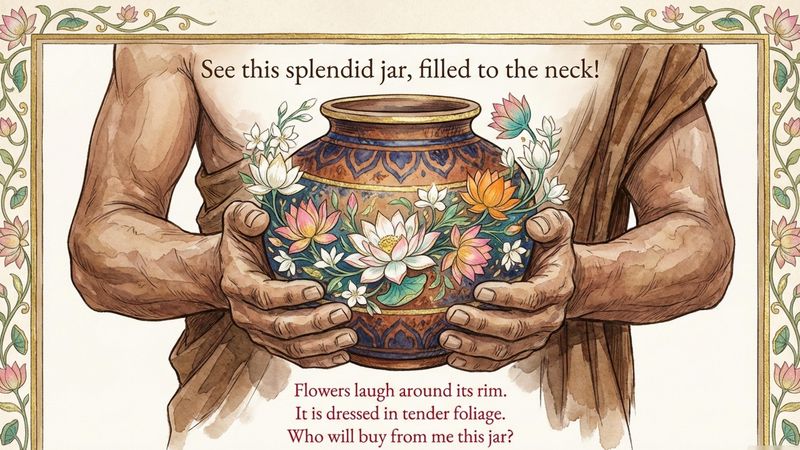 See this splendid jar, filled to the neck!
Flowers laugh around its rim.
It is dressed in tender foliage.
Who will buy from me this jar?